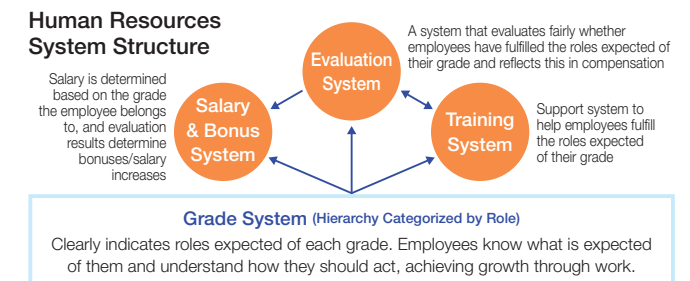 Human Resources
System Structure
Salary is determined
based on the grade
the employee belongs
to, and evaluation
results determine
bonuses/salary
increases
Salary
& Bonus
System
Evaluation
System
A system that evaluates fairly whether
employees have fulfilled the roles expected of
their grade and reflects this in compensation
Training
System
Support system to
help employees fulfill
the roles expected
of their grade
Grade System (Hierarchy Categorized by Role)
Clearly indicates roles expected of each grade. Employees know what is expected
of them and understand how they should act, achieving growth through work.